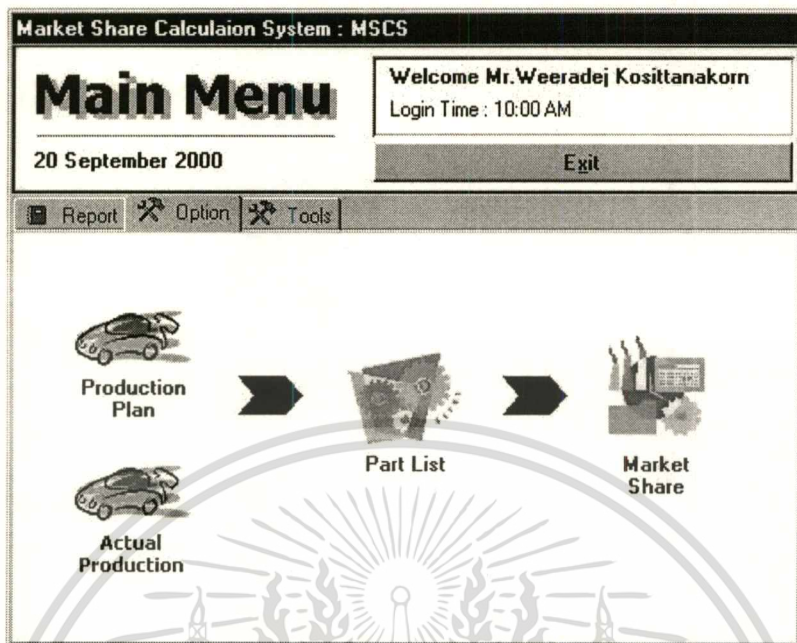 Market Share Calculaion System : MSCS
Main Menu
Welcome Mr.Weeradej Kosittanakorn
Login Time : 10:00 AM
20 September 2000
Exit
Report Option Tools
Production
Plan
Part List
Market
Share
Actual
Production